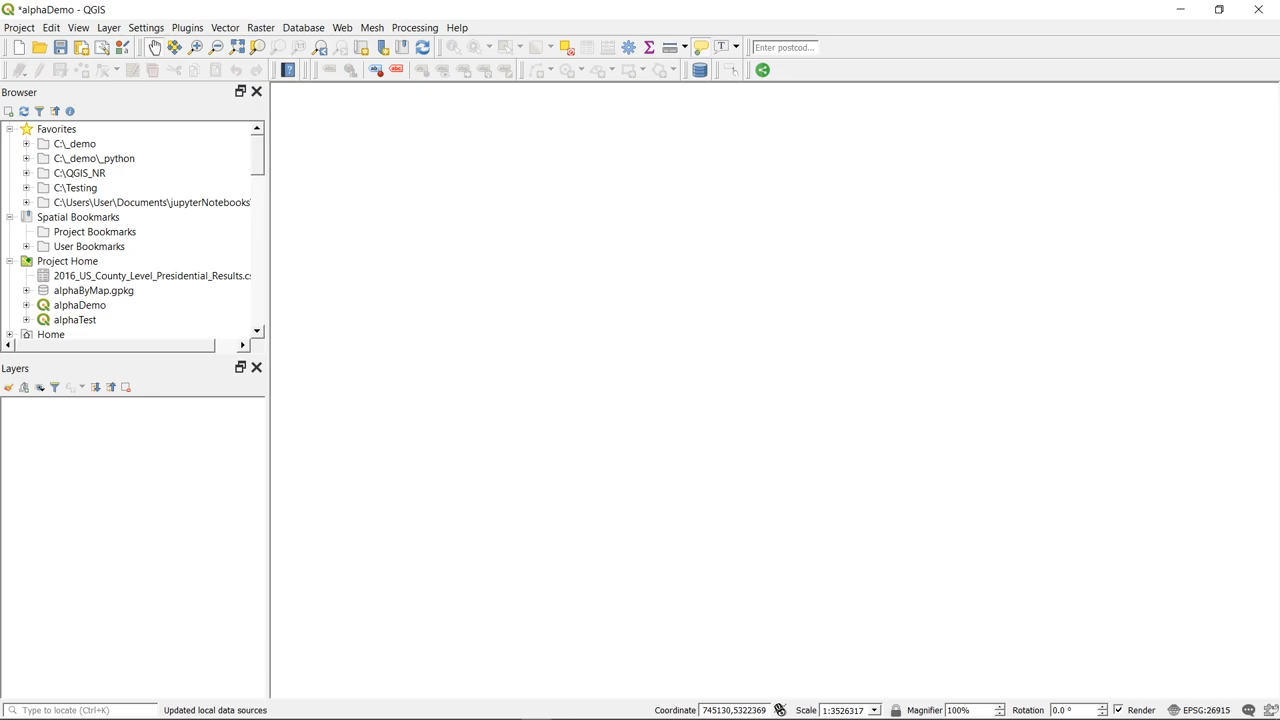 *alphaDemo - QGIS
Project Edit View Layer Settings Plugins Vector Raster Database Web Mesh Processing Help
Enter postcod...
Browser
Favorites
C:\_demo
C:\_demo\_python
C:\QGIS_NR
C:\Testing
C:\Users\User\Documents\jupyterNotebooks
Spatial Bookmarks
Project Bookmarks
User Bookmarks
Project Home
2016_US_County_Level_Presidential_Results.cs
alphaByMap.gpkg
alphaDemo
alphaTest
Home
Layers
Type to locate (Ctrl+K) Updated local data sources Coordinate 745130,5322369 Scale 1:3526317 Magnifier 100% Rotation 0.0 ° Render EPSG:26915